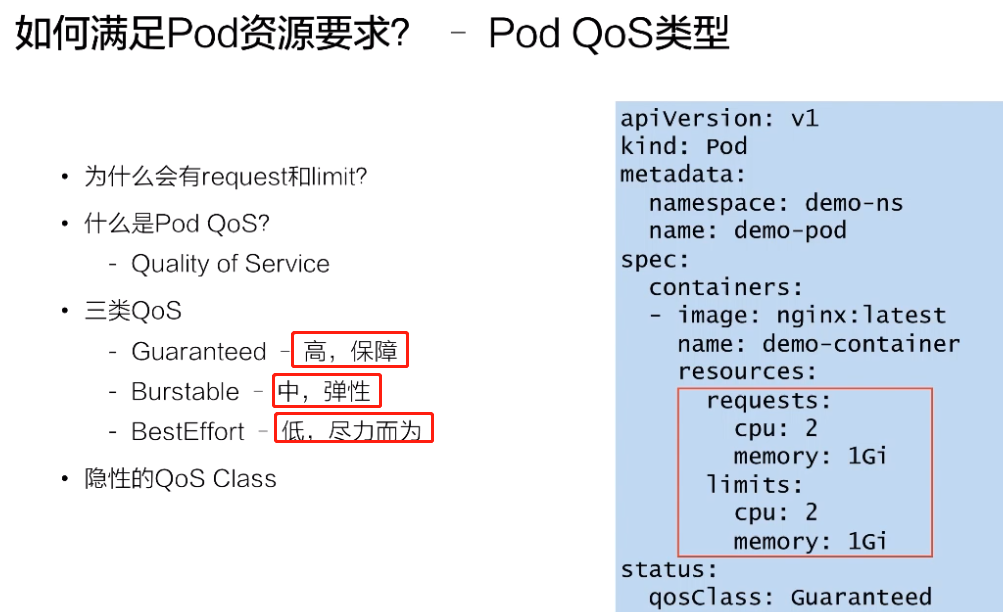 如何满足Pod资源要求? - Pod QoS类型
• 为什么会有request和limit?
• 什么是Pod QoS?
- Quality of Service
• 三类QoS
- Guaranteed - 高，保障
- Burstable - 中，弹性
- BestEffort - 低，尽力而为
• 隐性的QoS Class
apiVersion: v1
kind: Pod
metadata:
  namespace: demo-ns
  name: demo-pod
spec:
  containers:
  - image: nginx:latest
    name: demo-container
    resources:
      requests:
        cpu: 2
        memory: 1Gi
      limits:
        cpu: 2
        memory: 1Gi
status:
  qosClass: Guaranteed